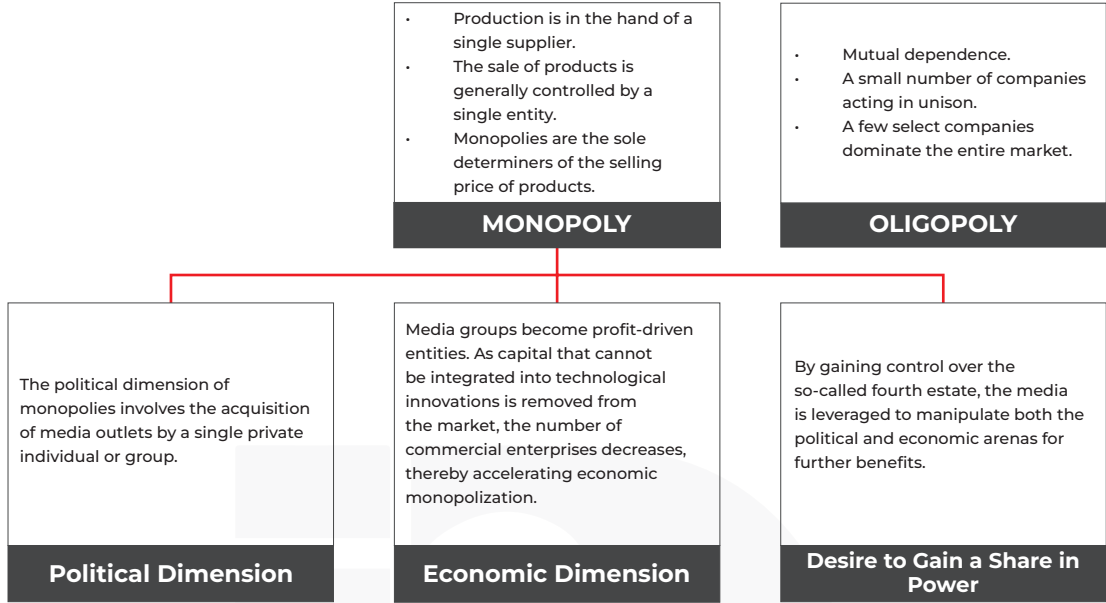 • Production is in the hand of a
single supplier.
• The sale of products is
generally controlled by a
single entity.
• Monopolies are the sole
determiners of the selling
price of products.
MONOPOLY
• Mutual dependence.
• A small number of companies
acting in unison.
• A few select companies
dominate the entire market.
OLIGOPOLY
The political dimension of
monopolies involves the acquisition
of media outlets by a single private
individual or group.
Political Dimension
Media groups become profit-driven
entities. As capital that cannot
be integrated into technological
innovations is removed from
the market, the number of
commercial enterprises decreases,
thereby accelerating economic
monopolization.
Economic Dimension
By gaining control over the
so-called fourth estate, the media
is leveraged to manipulate both the
political and economic arenas for
further benefits.
Desire to Gain a Share in
Power